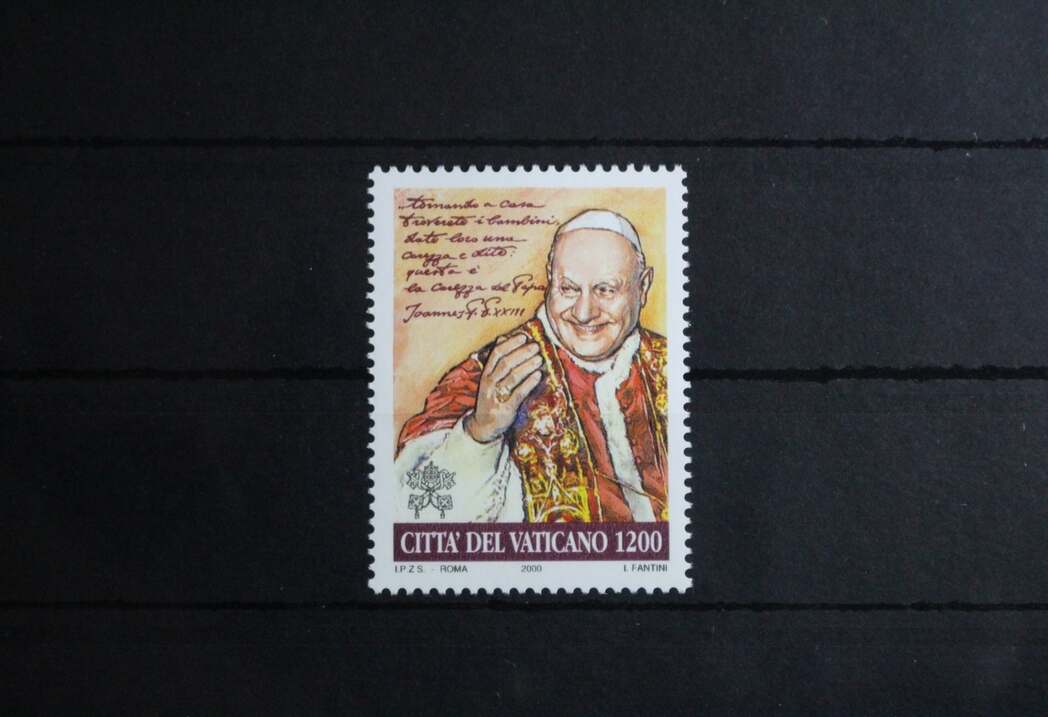 „tornando a casa
troverete i bambini,
date loro una
carezza e dite:
questa è
la carezza del Papa
Joannes P.P. XXIII
CITTA' DEL VATICANO 1200
I.P.Z.S. - ROMA 2000 I. FANTINI